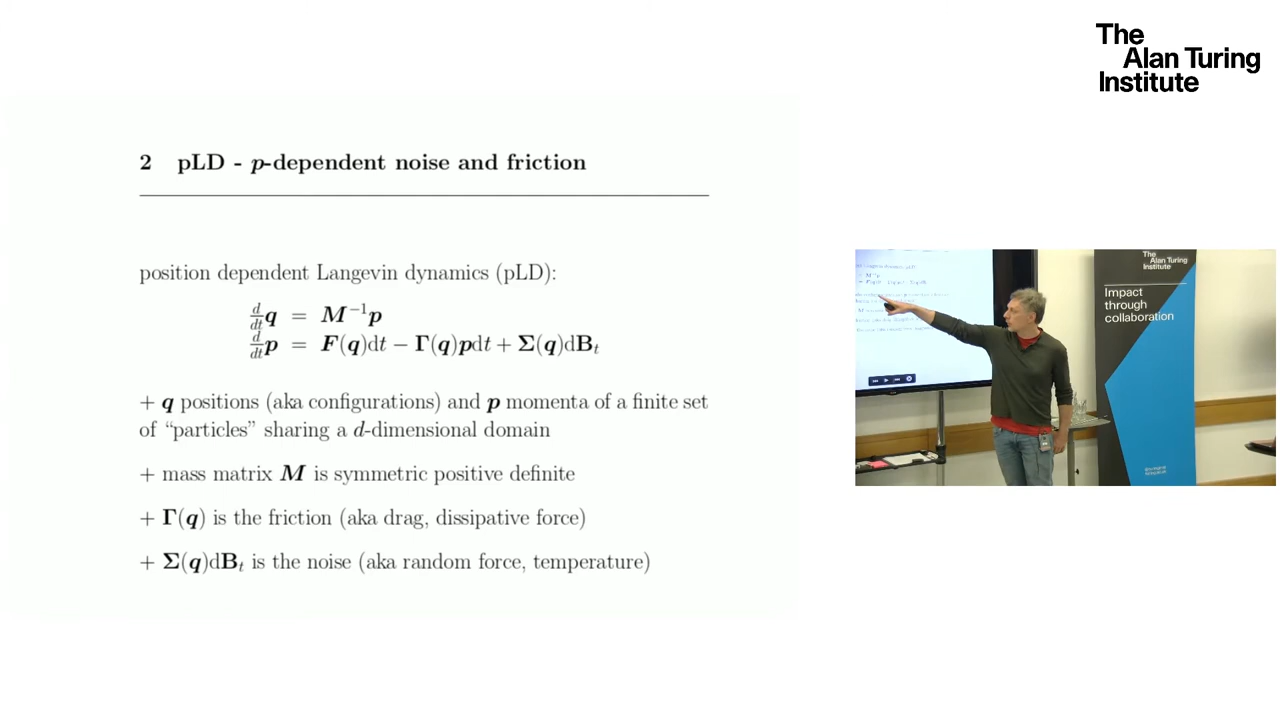 The
Alan Turing
Institute
2 pLD - p-dependent noise and friction
position dependent Langevin dynamics (pLD):
d/dt q = M⁻¹p
d/dt p = F(q)dt − Γ(q)pdt + Σ(q)dBₜ
+ q positions (aka configurations) and p momenta of a finite set
of “particles” sharing a d-dimensional domain
+ mass matrix M is symmetric positive definite
+ Γ(q) is the friction (aka drag, dissipative force)
+ Σ(q)dBₜ is the noise (aka random force, temperature)
The
Alan Turing
Institute
Impact
through
collaboration